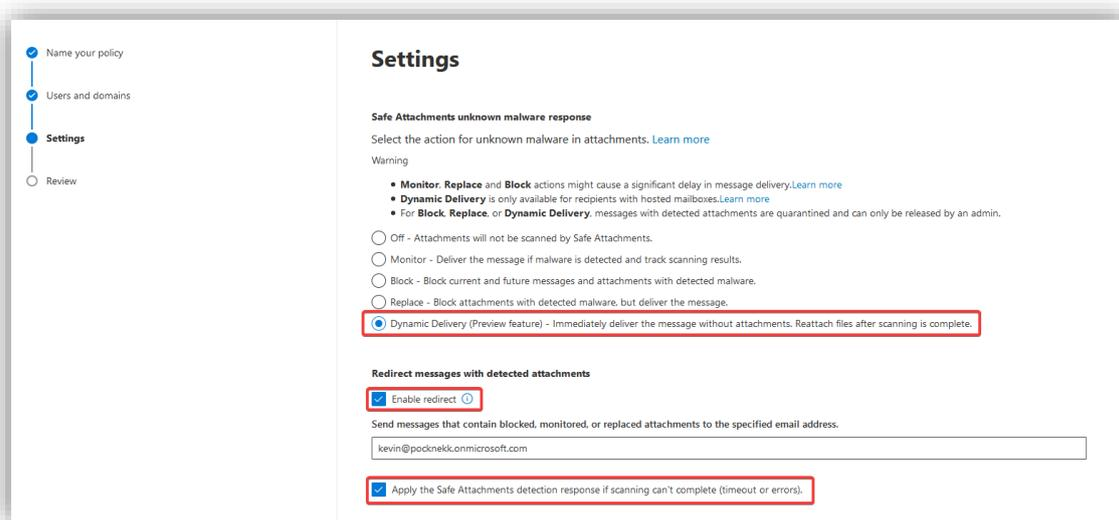 Name your policy
Users and domains
Settings
Review
Settings
Safe Attachments unknown malware response
Select the action for unknown malware in attachments. Learn more
Warning
• Monitor, Replace and Block actions might cause a significant delay in message delivery.Learn more
• Dynamic Delivery is only available for recipients with hosted mailboxes.Learn more
• For Block, Replace, or Dynamic Delivery, messages with detected attachments are quarantined and can only be released by an admin.
Off - Attachments will not be scanned by Safe Attachments.
Monitor - Deliver the message if malware is detected and track scanning results.
Block - Block current and future messages and attachments with detected malware.
Replace - Block attachments with detected malware, but deliver the message.
Dynamic Delivery (Preview feature) - Immediately deliver the message without attachments. Reattach files after scanning is complete.
Redirect messages with detected attachments
Enable redirect
Send messages that contain blocked, monitored, or replaced attachments to the specified email address.
kevin@pocknekk.onmicrosoft.com
Apply the Safe Attachments detection response if scanning can't complete (timeout or errors).